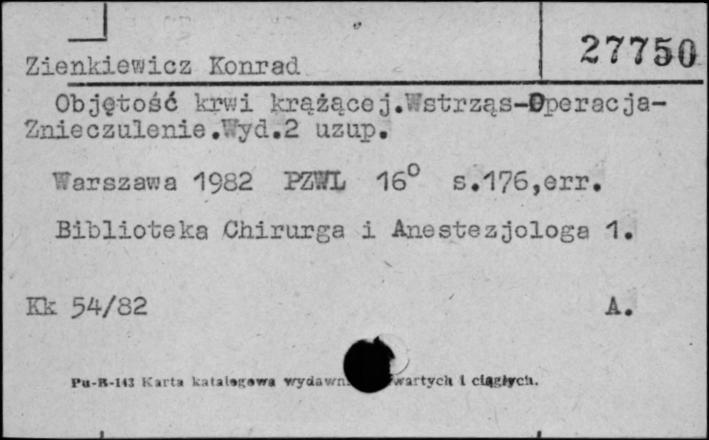 27750
Zienkiewicz Konrad
Objętość krwi krążącej.Wstrząs-Operacja-
Znieczulenie.Wyd.2 uzup.
Warszawa 1982 PZWL 16° s.176,err.
Biblioteka Chirurga i Anestezjologa 1.
Kk 54/82 A.
Pu-B-143 Karta katalogowa wydawn wartych i ciągłych.